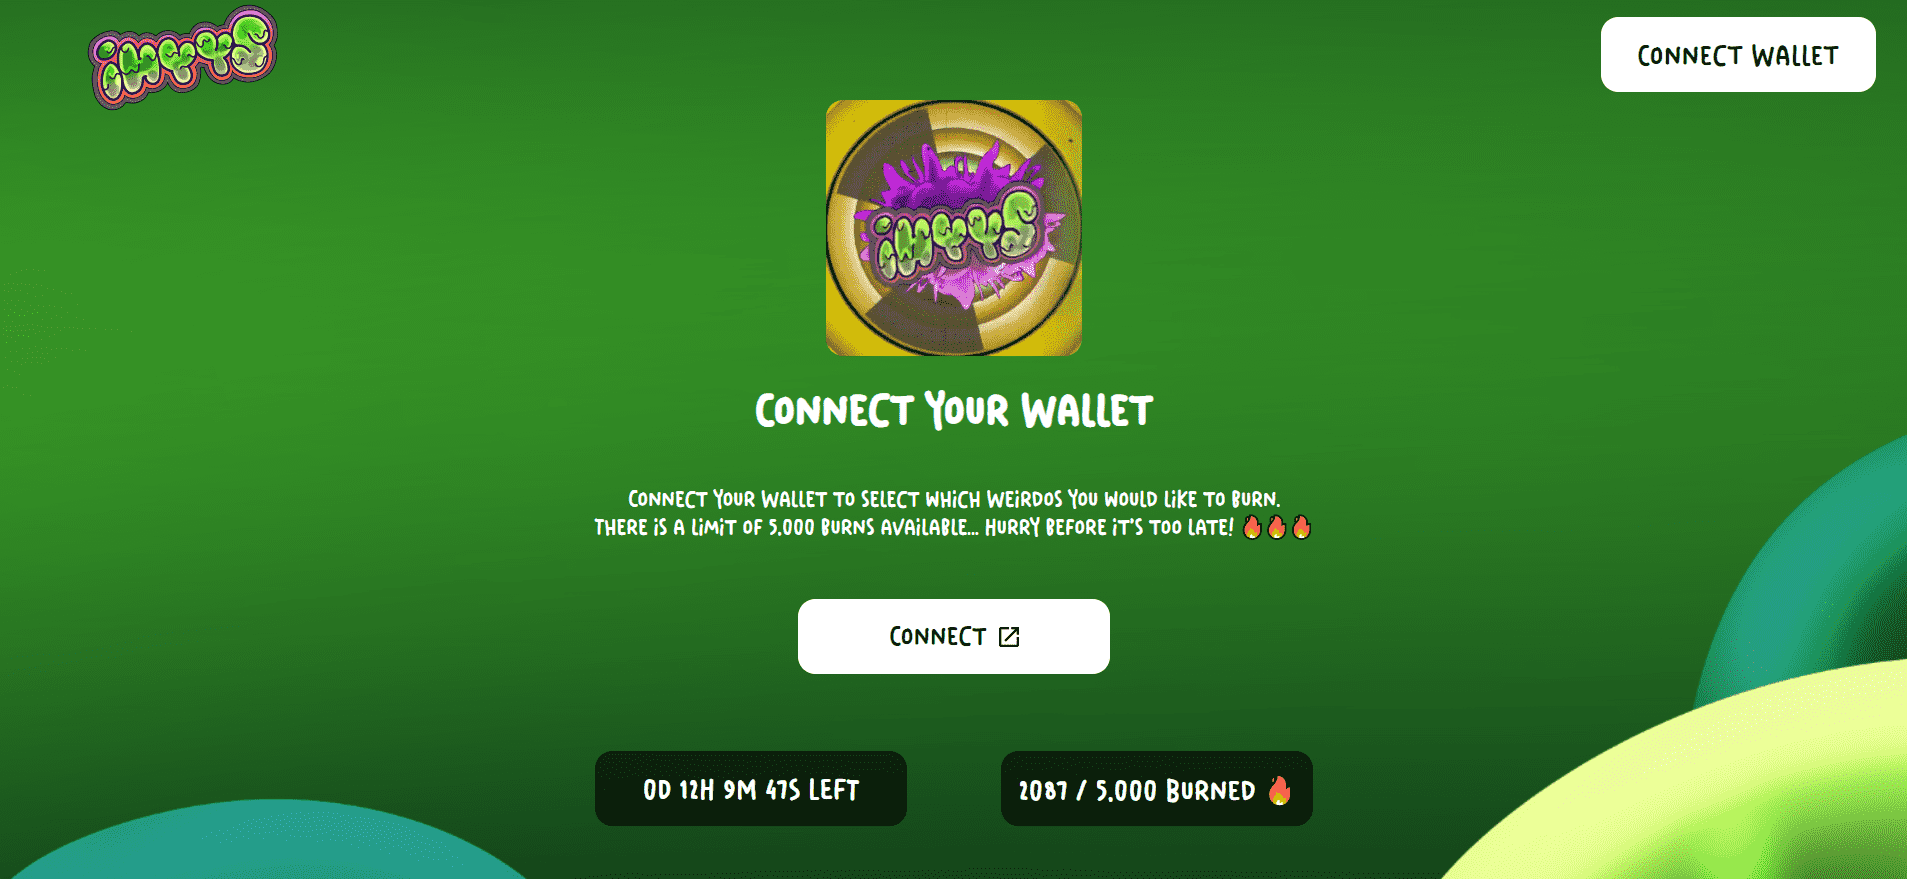 CONNECT WALLET
CONNECT YOUR WALLET
CONNECT YOUR WALLET TO SELECT WHICH WEIRDOS YOU WOULD LIKE TO BURN.
THERE IS A LIMIT OF 5,000 BURNS AVAILABLE... HURRY BEFORE IT'S TOO LATE! 🔥🔥🔥
CONNECT
0D 12H 9M 47S LEFT
2087 / 5,000 BURNED 🔥